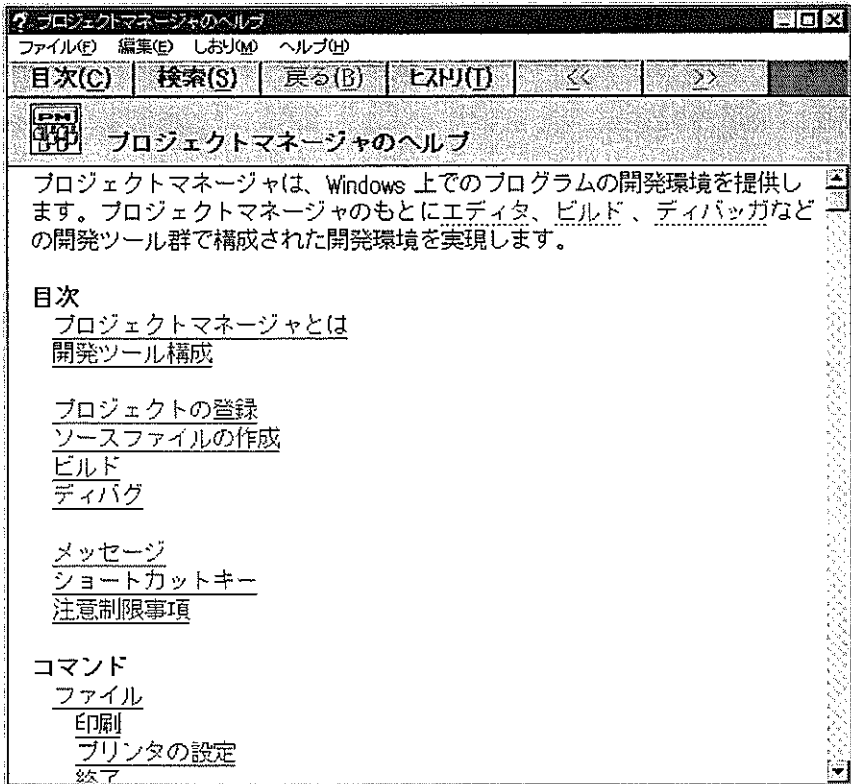 プロジェクトマネージャのヘルプ
ファイル(F) 編集(E) しおり(M) ヘルプ(H)
目次(C) 検索(S) 戻る(B) ヒストリ(T) << >>
PM
プロジェクトマネージャのヘルプ
プロジェクトマネージャは、Windows 上でのプログラムの開発環境を提供し
ます。プロジェクトマネージャのもとにエディタ、ビルド 、ディバッガなど
の開発ツール群で構成された開発環境を実現します。
目次
プロジェクトマネージャとは
開発ツール構成
プロジェクトの登録
ソースファイルの作成
ビルド
ディバグ
メッセージ
ショートカットキー
注意制限事項
コマンド
ファイル
印刷
プリンタの設定
終了